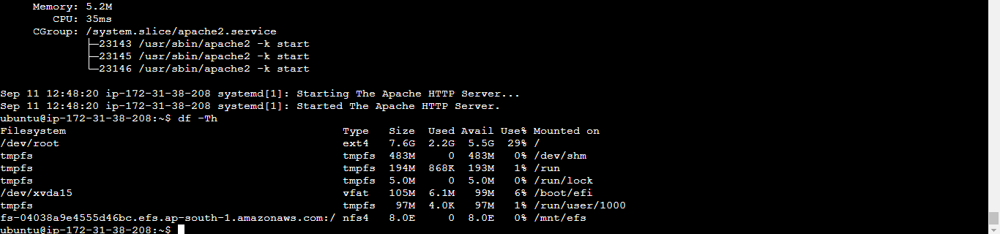 Memory: 5.2M
CPU: 35ms
CGroup: /system.slice/apache2.service
├─23143 /usr/sbin/apache2 -k start
├─23145 /usr/sbin/apache2 -k start
└─23146 /usr/sbin/apache2 -k start
Sep 11 12:48:20 ip-172-31-38-208 systemd[1]: Starting The Apache HTTP Server...
Sep 11 12:48:20 ip-172-31-38-208 systemd[1]: Started The Apache HTTP Server.
ubuntu@ip-172-31-38-208:~$ df -Th
Filesystem Type Size Used Avail Use% Mounted on
/dev/root ext4 7.6G 2.2G 5.5G 29% /
tmpfs tmpfs 483M 0 483M 0% /dev/shm
tmpfs tmpfs 194M 868K 193M 1% /run
tmpfs tmpfs 5.0M 0 5.0M 0% /run/lock
/dev/xvda15 vfat 105M 6.1M 99M 6% /boot/efi
tmpfs tmpfs 97M 4.0K 97M 1% /run/user/1000
fs-04038a9e4555d46bc.efs.ap-south-1.amazonaws.com:/ nfs4 8.0E 0 8.0E 0% /mnt/efs
ubuntu@ip-172-31-38-208:~$